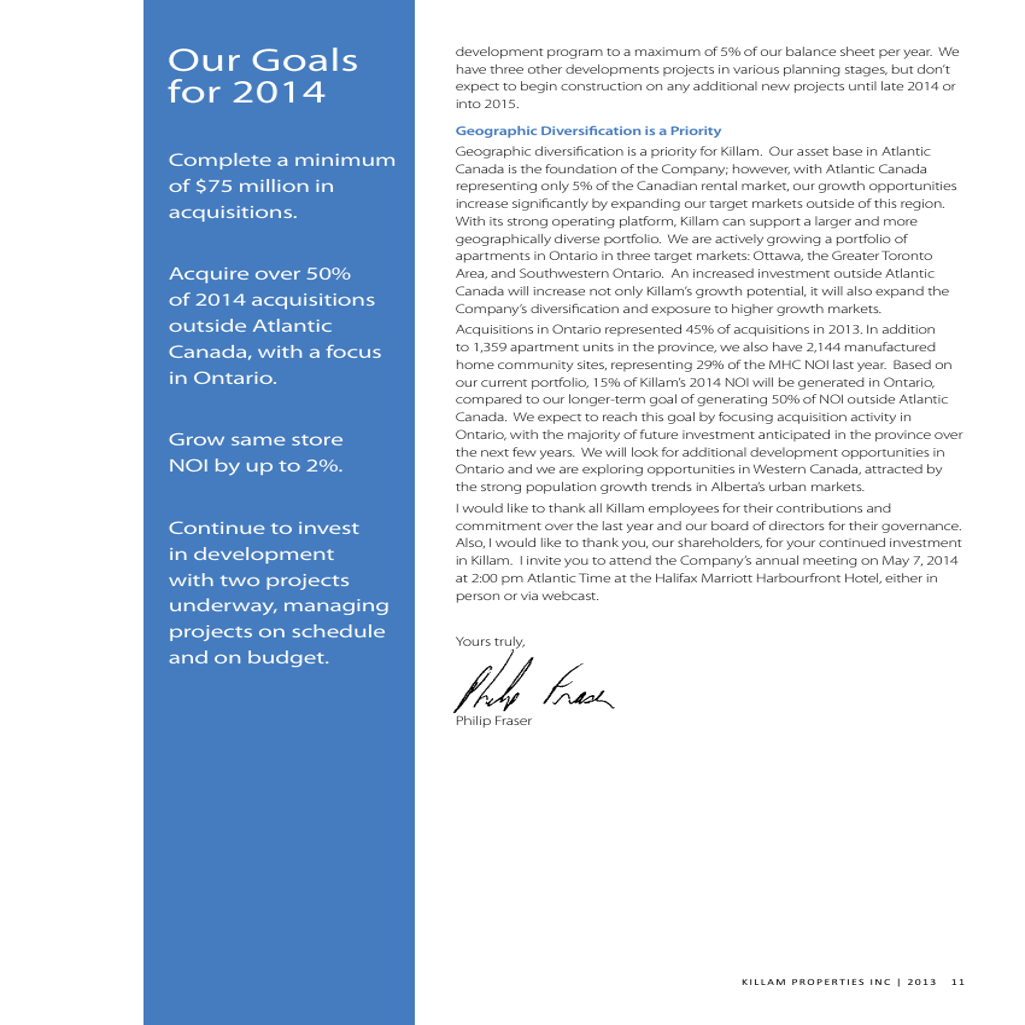 Our Goals
for 2014
Complete a minimum
of $75 million in
acquisitions.
Acquire over 50%
of 2014 acquisitions
outside Atlantic
Canada, with a focus
in Ontario.
Grow same store
NOI by up to 2%.
Continue to invest
in development
with two projects
underway, managing
projects on schedule
and on budget.
development program to a maximum of 5% of our balance sheet per year.  We
have three other developments projects in various planning stages, but don’t
expect to begin construction on any additional new projects until late 2014 or
into 2015.
Geographic Diversification is a Priority
Geographic diversification is a priority for Killam.  Our asset base in Atlantic
Canada is the foundation of the Company; however, with Atlantic Canada
representing only 5% of the Canadian rental market, our growth opportunities
increase significantly by expanding our target markets outside of this region.
With its strong operating platform, Killam can support a larger and more
geographically diverse portfolio.  We are actively growing a portfolio of
apartments in Ontario in three target markets: Ottawa, the Greater Toronto
Area, and Southwestern Ontario.  An increased investment outside Atlantic
Canada will increase not only Killam’s growth potential, it will also expand the
Company’s diversification and exposure to higher growth markets.
Acquisitions in Ontario represented 45% of acquisitions in 2013. In addition
to 1,359 apartment units in the province, we also have 2,144 manufactured
home community sites, representing 29% of the MHC NOI last year.  Based on
our current portfolio, 15% of Killam’s 2014 NOI will be generated in Ontario,
compared to our longer-term goal of generating 50% of NOI outside Atlantic
Canada.  We expect to reach this goal by focusing acquisition activity in
Ontario, with the majority of future investment anticipated in the province over
the next few years.  We will look for additional development opportunities in
Ontario and we are exploring opportunities in Western Canada, attracted by
the strong population growth trends in Alberta’s urban markets.
I would like to thank all Killam employees for their contributions and
commitment over the last year and our board of directors for their governance.
Also, I would like to thank you, our shareholders, for your continued investment
in Killam.  I invite you to attend the Company’s annual meeting on May 7, 2014
at 2:00 pm Atlantic Time at the Halifax Marriott Harbourfront Hotel, either in
person or via webcast.
Yours truly,
Philip Fraser
Philip Fraser
KILLAM PROPERTIES INC | 2013 11